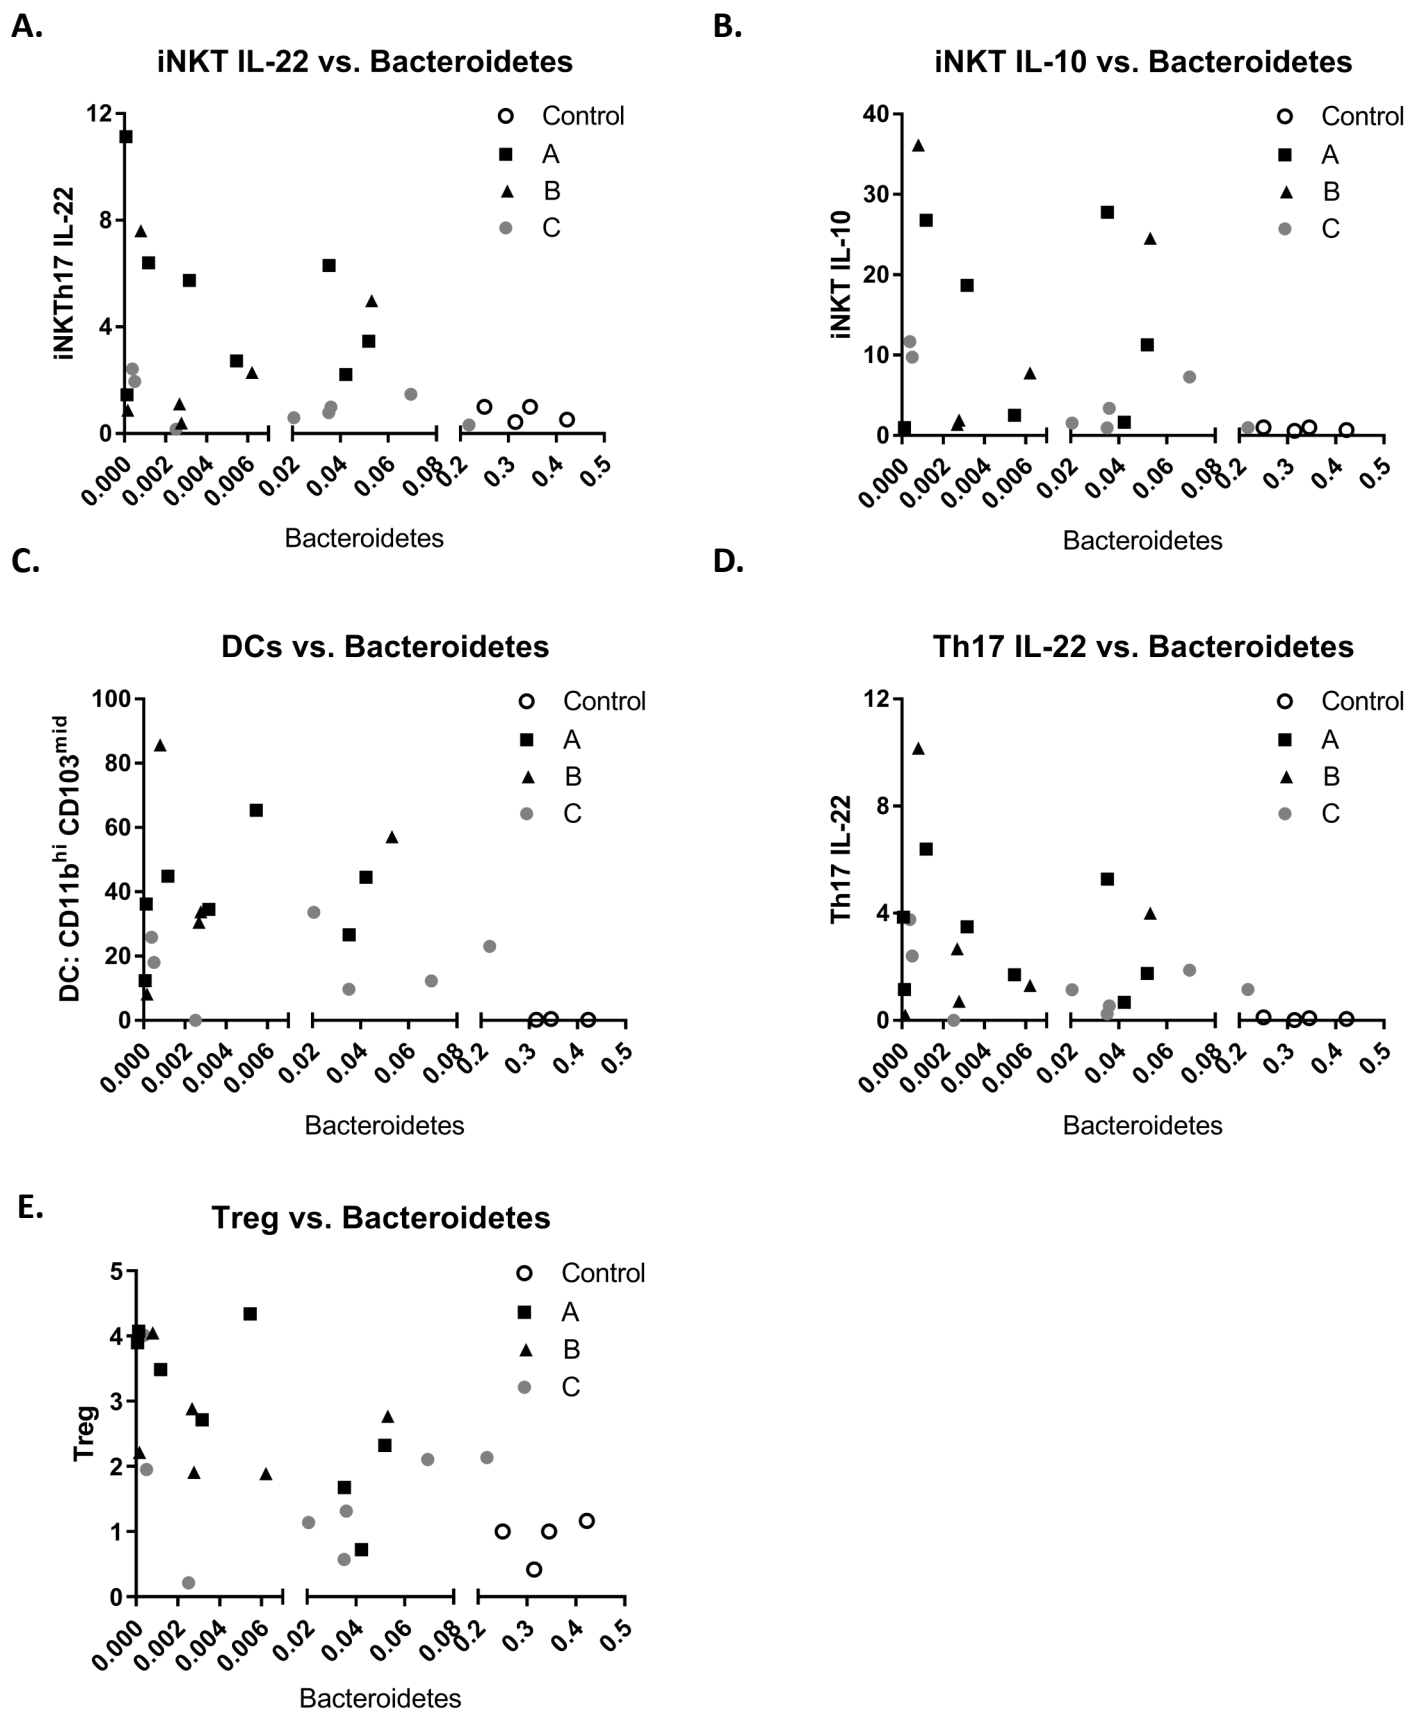 A.
iNKT IL-22 vs. Bacteroidetes
Control
A
B
C
iNKTh17 IL-22
12
8
4
0
0.000 0.002 0.004 0.006 0.02 0.04 0.06 0.08 0.2 0.3 0.4 0.5
Bacteroidetes
B.
iNKT IL-10 vs. Bacteroidetes
Control
A
B
C
iNKT IL-10
40
30
20
10
0
0.000 0.002 0.004 0.006 0.02 0.04 0.06 0.08 0.2 0.3 0.4 0.5
Bacteroidetes
C.
DCs vs. Bacteroidetes
Control
A
B
C
DC: CD11bhi CD103mid
100
80
60
40
20
0
0.000 0.002 0.004 0.006 0.02 0.04 0.06 0.08 0.2 0.3 0.4 0.5
Bacteroidetes
D.
Th17 IL-22 vs. Bacteroidetes
Control
A
B
C
Th17 IL-22
12
8
4
0
0.000 0.002 0.004 0.006 0.02 0.04 0.06 0.08 0.2 0.3 0.4 0.5
Bacteroidetes
E.
Treg vs. Bacteroidetes
Control
A
B
C
Treg
5
4
3
2
1
0
0.000 0.002 0.004 0.006 0.02 0.04 0.06 0.08 0.2 0.3 0.4 0.5
Bacteroidetes